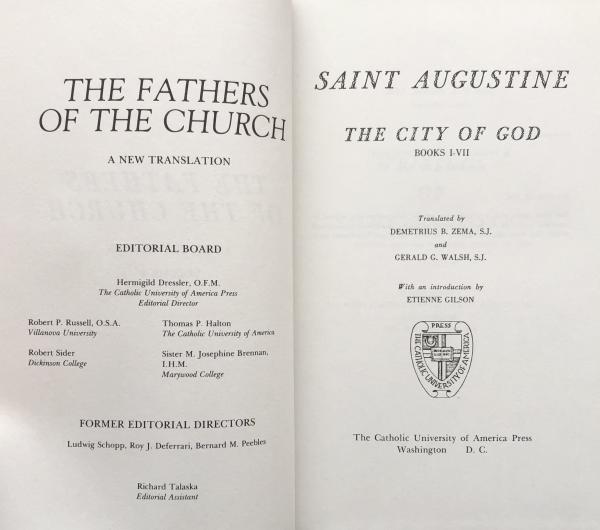 THE FATHERS
OF THE CHURCH
A NEW TRANSLATION
EDITORIAL BOARD
Hermigild Dressler, O.F.M.
The Catholic University of America Press
Editorial Director
Robert P. Russell, O.S.A.
Villanova University
Thomas P. Halton
The Catholic University of America
Robert Sider
Dickinson College
Sister M. Josephine Brennan,
I.H.M.
Marywood College
FORMER EDITORIAL DIRECTORS
Ludwig Schopp, Roy J. Deferrari, Bernard M. Peebles
Richard Talaska
Editorial Assistant
SAINT AUGUSTINE
THE CITY OF GOD
BOOKS I-VII
Translated by
DEMETRIUS B. ZEMA, S.J.
and
GERALD G. WALSH, S.J.
With an introduction by
ETIENNE GILSON
PRESS
THE CATHOLIC UNIVERSITY OF AMERICA
The Catholic University of America Press
Washington D. C.